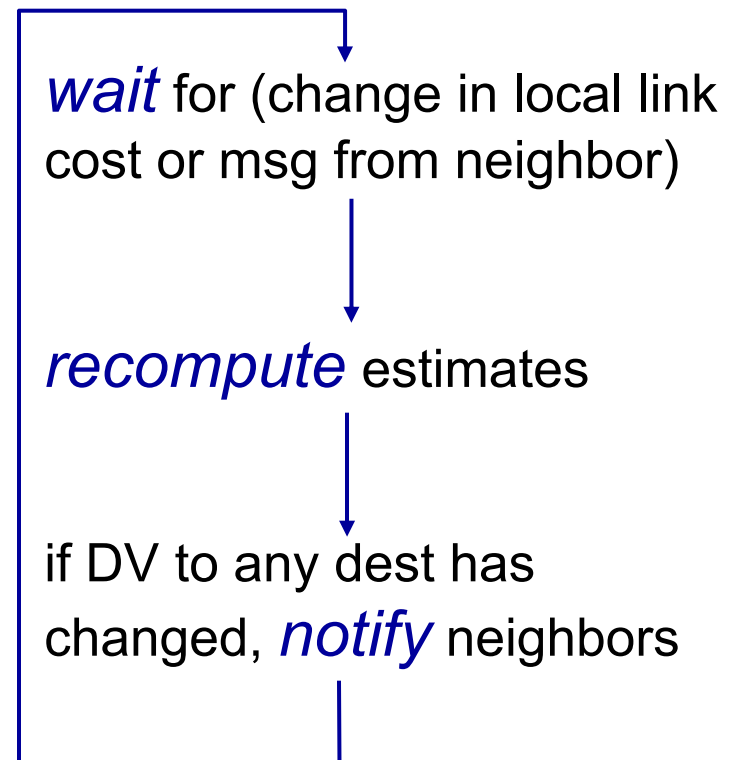 wait for (change in local link
cost or msg from neighbor)
recompute estimates
if DV to any dest has
changed, notify neighbors